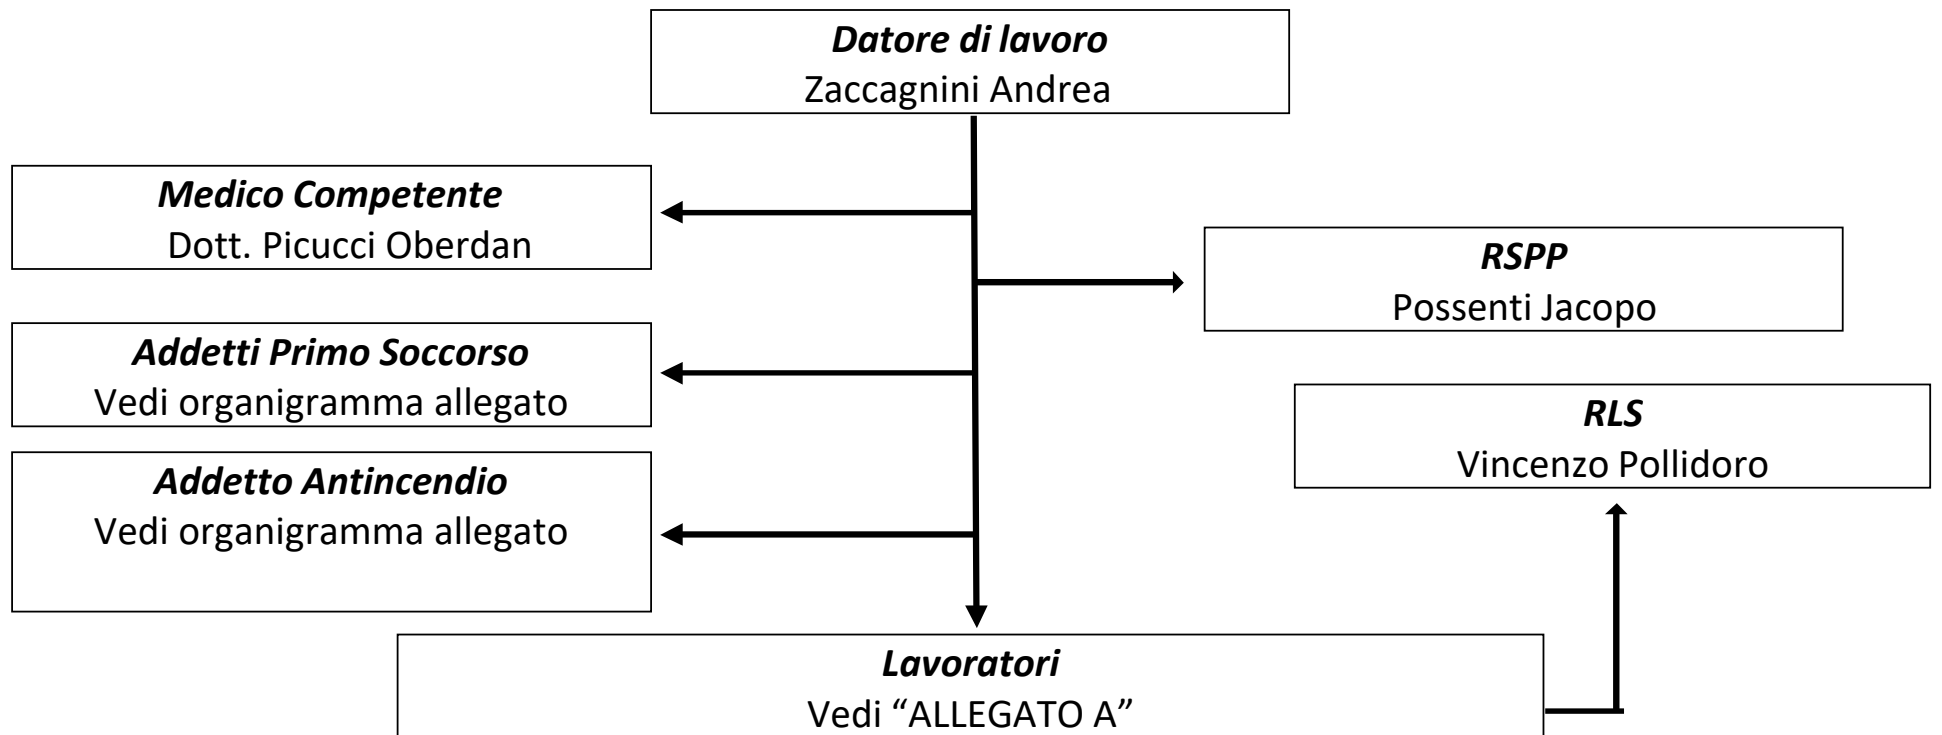 Datore di lavoro
Zaccagnini Andrea
Medico Competente
Dott. Picucci Oberdan
RSPP
Possenti Jacopo
Addetti Primo Soccorso
Vedi organigramma allegato
RLS
Vincenzo Pollidoro
Addetto Antincendio
Vedi organigramma allegato
Lavoratori
Vedi “ALLEGATO A”